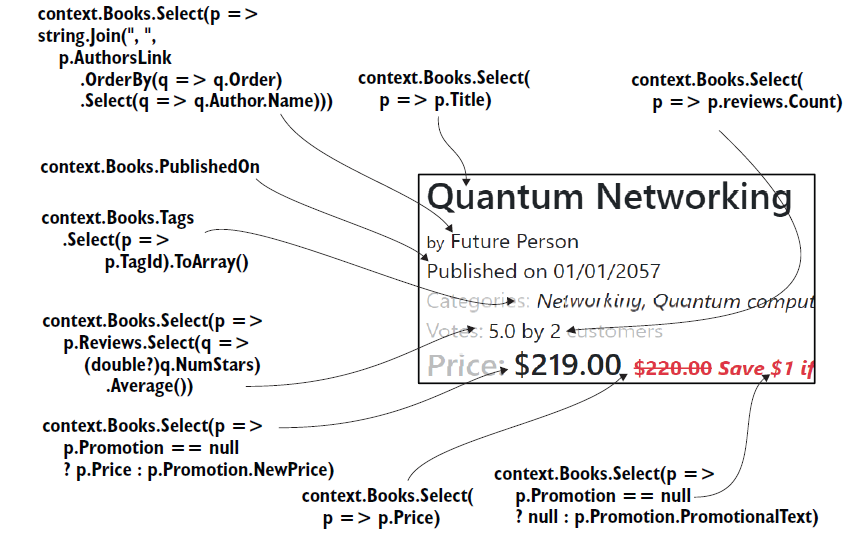 context.Books.Select(p =>
string.Join(", ",
p.AuthorsLink
.OrderBy(q => q.Order)
.Select(q => q.Author.Name)))
context.Books.Select(
p => p.Title)
context.Books.Select(
p => p.reviews.Count)
context.Books.PublishedOn
context.Books.Tags
.Select(p =>
p.TagId).ToArray()
context.Books.Select(p =>
p.Reviews.Select(q =>
(double?)q.NumStars)
.Average())
context.Books.Select(p =>
p.Promotion == null
? p.Price : p.Promotion.NewPrice)
Quantum Networking
by Future Person
Published on 01/01/2057
Categories: Networking, Quantum comput
Votes: 5.0 by 2 customers
Price: $219.00 $220.00 Save $1 if
context.Books.Select(
p => p.Price)
context.Books.Select(p =>
p.Promotion == null
? null : p.Promotion.PromotionalText)